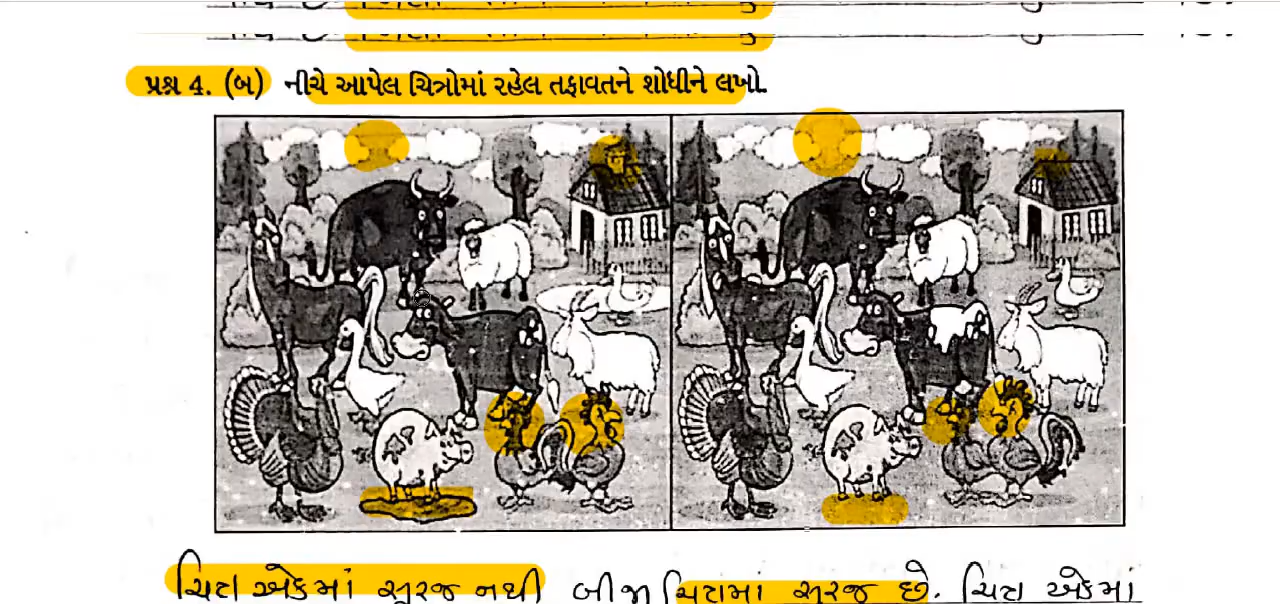 પ્રશ્ન 4. (બ) નીચે આપેલ ચિત્રોમાં રહેલ તફાવતને શોધીને લખો.
ચિત્ર એકમાં સૂરજ નથી બીજા ચિત્રમાં સૂરજ છે. ચિત્ર એકમાં